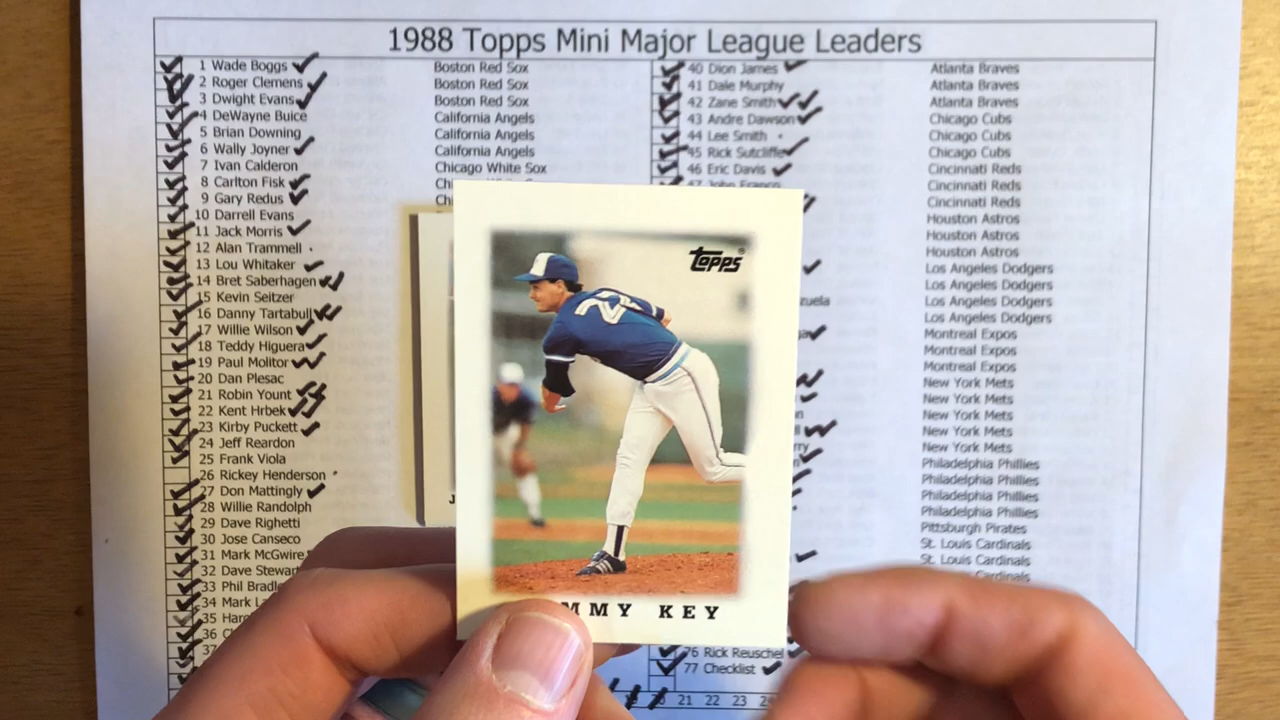 1988 Topps Mini Major League Leaders
1 Wade Boggs Boston Red Sox
2 Roger Clemens Boston Red Sox
3 Dwight Evans Boston Red Sox
4 DeWayne Buice California Angels
5 Brian Downing California Angels
6 Wally Joyner California Angels
7 Ivan Calderon Chicago White Sox
8 Carlton Fisk
9 Gary Redus
10 Darrell Evans
11 Jack Morris
12 Alan Trammell
13 Lou Whitaker
14 Bret Saberhagen
15 Kevin Seitzer
16 Danny Tartabull
17 Willie Wilson
18 Teddy Higuera
19 Paul Molitor
20 Dan Plesac
21 Robin Yount
22 Kent Hrbek
23 Kirby Puckett
24 Jeff Reardon
25 Frank Viola
26 Rickey Henderson
27 Don Mattingly
28 Willie Randolph
29 Dave Righetti
30 Jose Canseco
31 Mark McGwire
32 Dave Stewart
33 Phil
34 Mark
35
36
37
40 Dion James Atlanta Braves
41 Dale Murphy Atlanta Braves
42 Zane Smith Atlanta Braves
43 Andre Dawson Chicago Cubs
44 Lee Smith Chicago Cubs
45 Rick Sutcliffe Chicago Cubs
46 Eric Davis Cincinnati Reds
47 John Franco Cincinnati Reds
Cincinnati Reds
Houston Astros
Houston Astros
Houston Astros
Los Angeles Dodgers
Los Angeles Dodgers
Los Angeles Dodgers
Los Angeles Dodgers
Montreal Expos
Montreal Expos
Montreal Expos
New York Mets
New York Mets
New York Mets
New York Mets
New York Mets
Philadelphia Phillies
Philadelphia Phillies
Philadelphia Phillies
Philadelphia Phillies
Pittsburgh Pirates
St. Louis Cardinals
St. Louis Cardinals
Cardinals
76 Rick Reuschel
77 Checklist
21 22 23
topps
MMY KEY